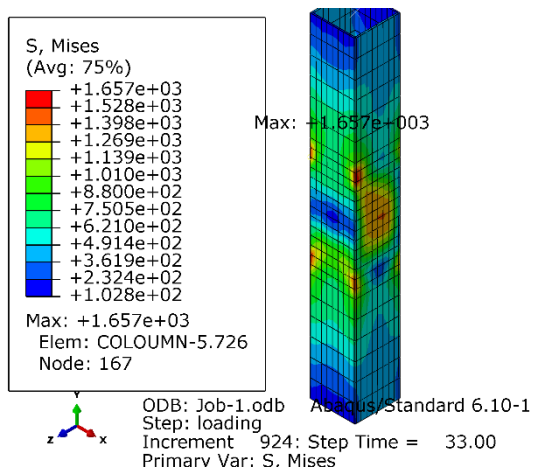 S, Mises
(Avg: 75%)
+1.657e+03
+1.528e+03
+1.398e+03
+1.269e+03
+1.139e+03
+1.010e+03
+8.800e+02
+7.505e+02
+6.210e+02
+4.914e+02
+3.619e+02
+2.324e+02
+1.028e+02
Max: +1.657e+03
Elem: COLOUMN-5.726
Node: 167
Max: +1.657e+003
Y
Z X
ODB: Job-1.odb Abaqus/Standard 6.10-1
Step: loading
Increment 924: Step Time = 33.00
Primary Var: S, Mises